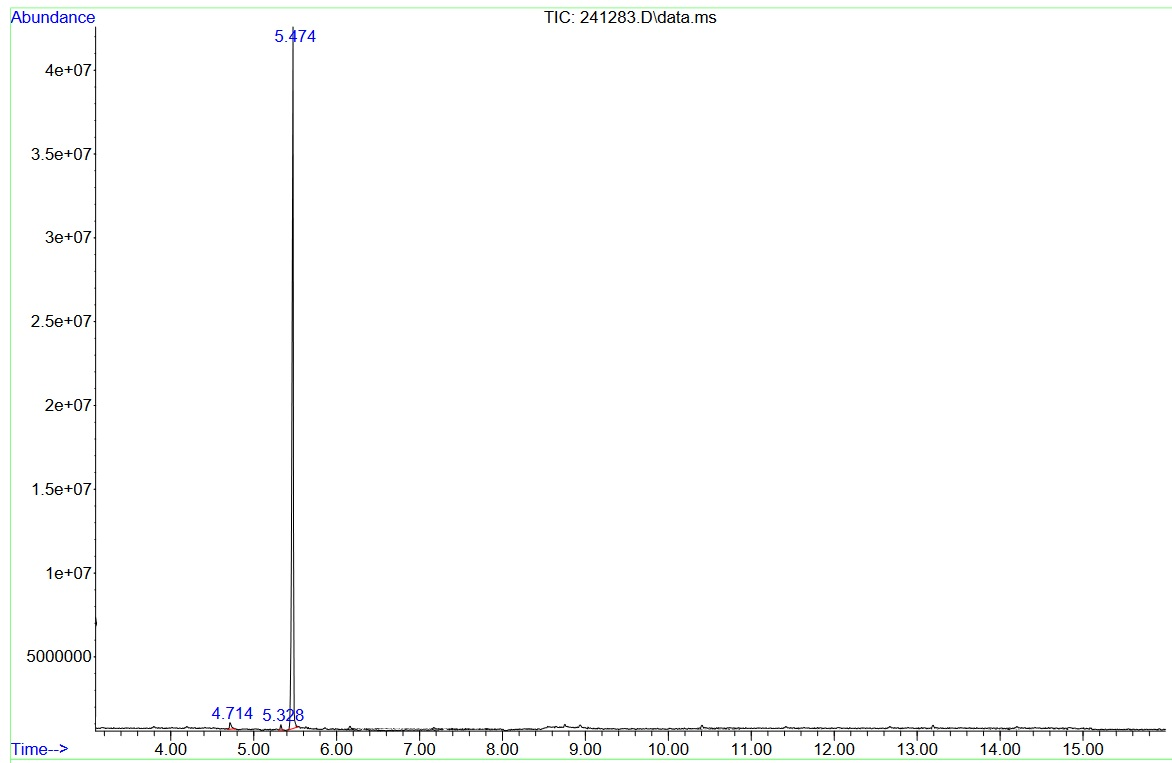 Abundance
TIC: 241283.D\data.ms
5.474
4e+07
3.5e+07
3e+07
2.5e+07
2e+07
1.5e+07
1e+07
5000000
4.714
5.328
Time-->
4.00 5.00 6.00 7.00 8.00 9.00 10.00 11.00 12.00 13.00 14.00 15.00